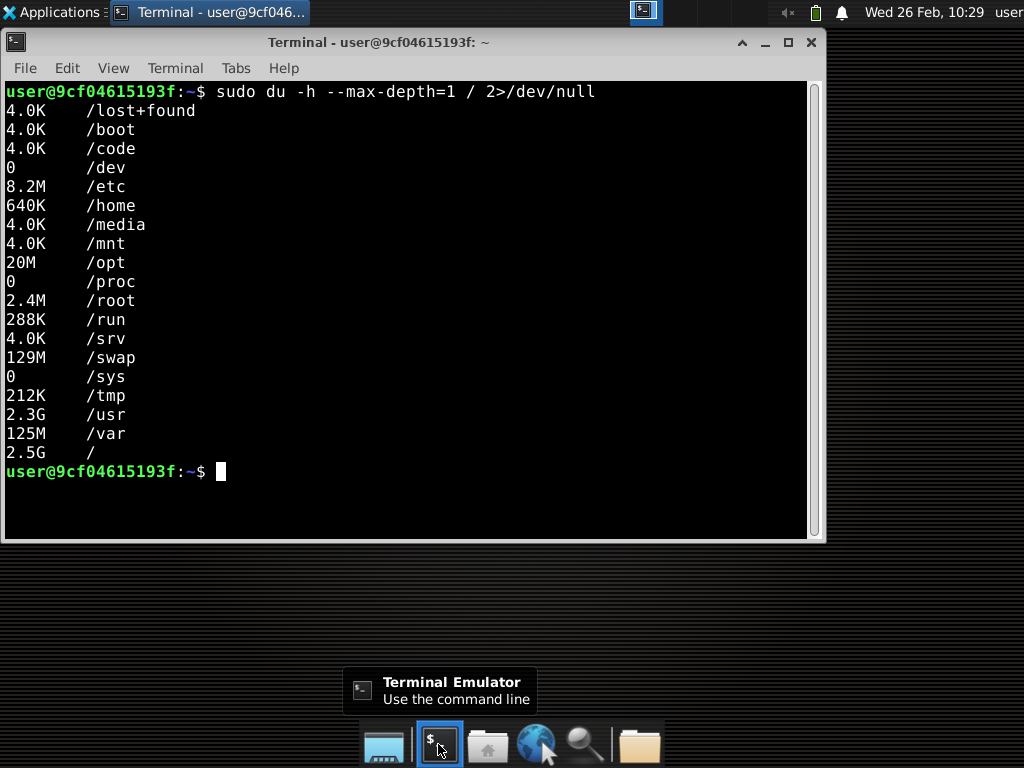 Applications
Terminal - user@9cf046...
Wed 26 Feb, 10:29
user
Terminal - user@9cf04615193f: ~
File Edit View Terminal Tabs Help
user@9cf04615193f:~$ sudo du -h --max-depth=1 / 2>/dev/null
4.0K /lost+found
4.0K /boot
4.0K /code
0 /dev
8.2M /etc
640K /home
4.0K /media
4.0K /mnt
20M /opt
0 /proc
2.4M /root
288K /run
4.0K /srv
129M /swap
0 /sys
212K /tmp
2.3G /usr
125M /var
2.5G /
user@9cf04615193f:~$
Terminal Emulator
Use the command line